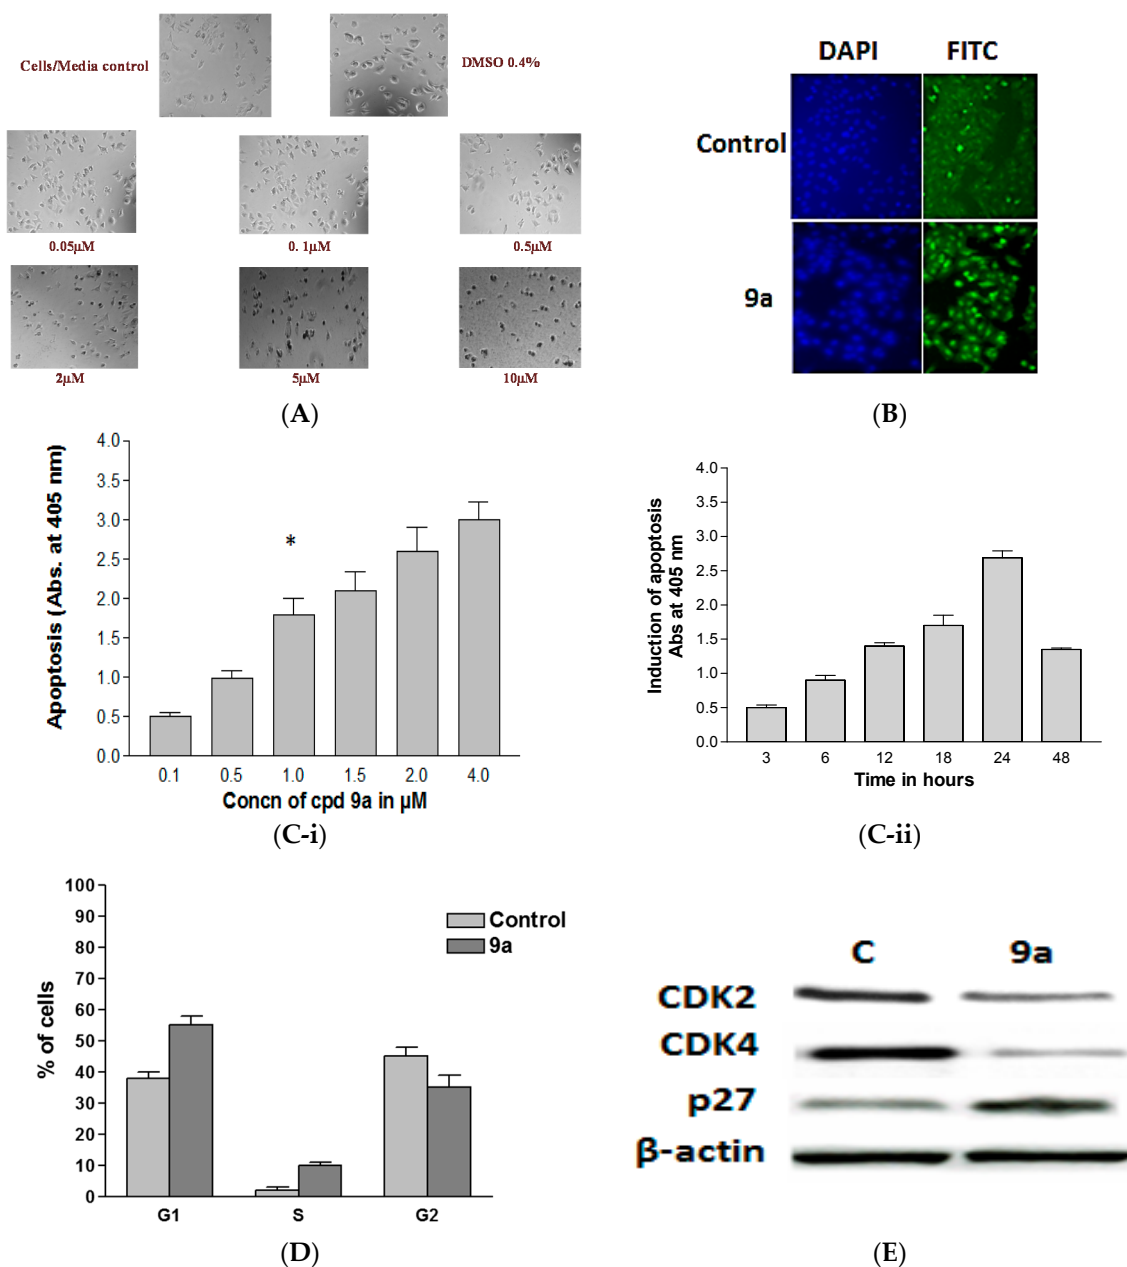 Cells/Media control
DMSO 0.4%
0.05µM
0. 1µM
0.5µM
2µM
5µM
10µM
(A)
DAPI FITC
Control
9a
(B)
Apoptosis (Abs. at 405 nm)
4.0
3.5
3.0
2.5
2.0
1.5
1.0
0.5
0.0
*
0.1 0.5 1.0 1.5 2.0 4.0
Concn of cpd 9a in µM
(C-i)
Induction of apoptosis
Abs at 405 nm
4.0
3.5
3.0
2.5
2.0
1.5
1.0
0.5
0.0
3 6 12 18 24 48
Time in hours
(C-ii)
% of cells
100
90
80
70
60
50
40
30
20
10
0
Control
9a
G1 S G2
(D)
C 9a
CDK2
CDK4
p27
β-actin
(E)